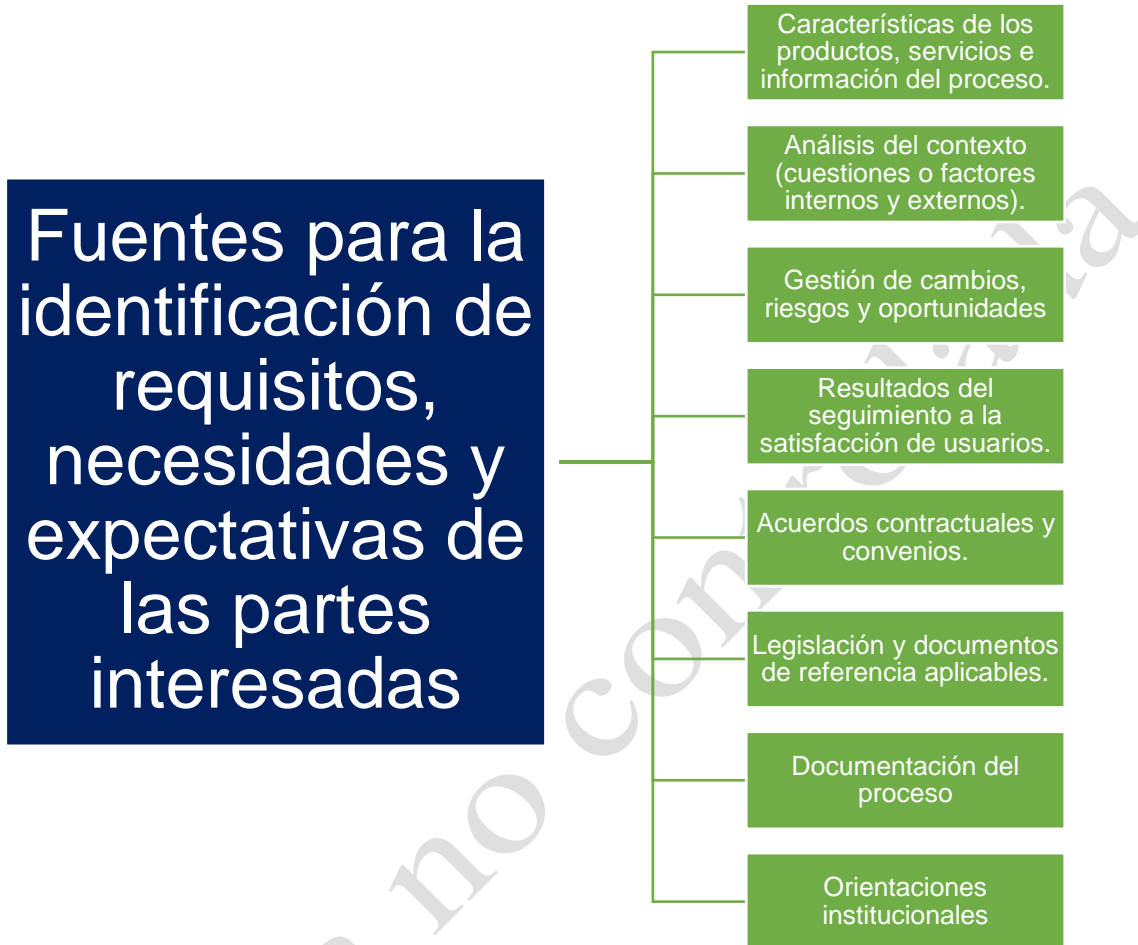 Fuentes para la
identificación de
requisitos,
necesidades y
expectativas de
las partes
interesadas
Características de los
productos, servicios e
información del proceso.
Análisis del contexto
(cuestiones o factores
internos y externos).
Gestión de cambios,
riesgos y oportunidades
Resultados del
seguimiento a la
satisfacción de usuarios.
Acuerdos contractuales y
convenios.
Legislación y documentos
de referencia aplicables.
Documentación del
proceso
Orientaciones
institucionales
no